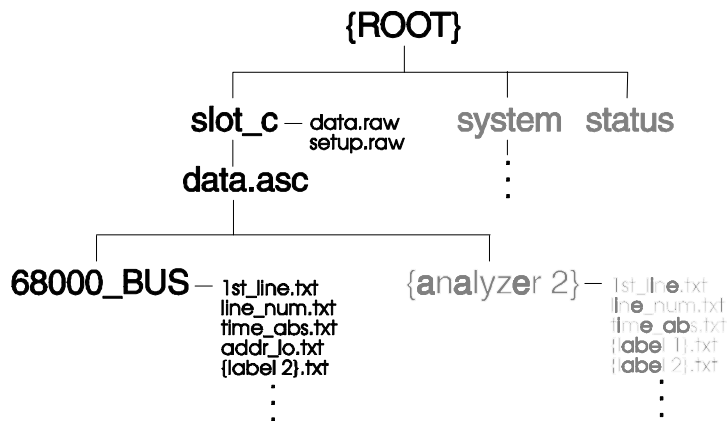 {ROOT}
slot_c
data.raw
setup.raw
system
status
data.asc
68000_BUS
1st_line.txt
line_num.txt
time_abs.txt
addr_lo.txt
{label 2}.txt
{analyzer 2}
1st_line.txt
line_num.txt
time_abs.txt
{label 1}.txt
{label 2}.txt